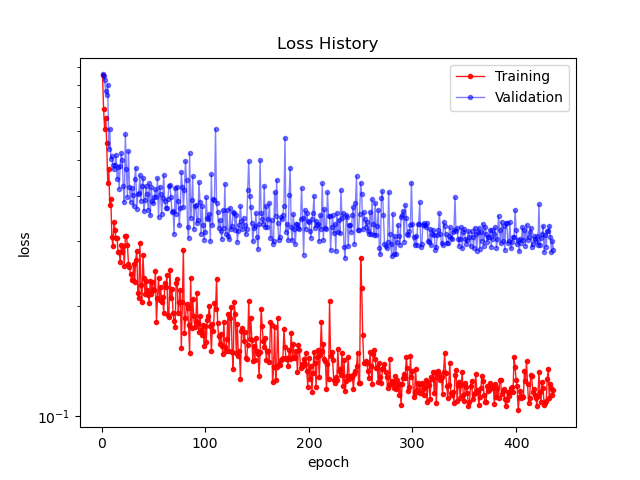 Loss History
Training
Validation
loss
10⁻¹
0 100 200 300 400
epoch